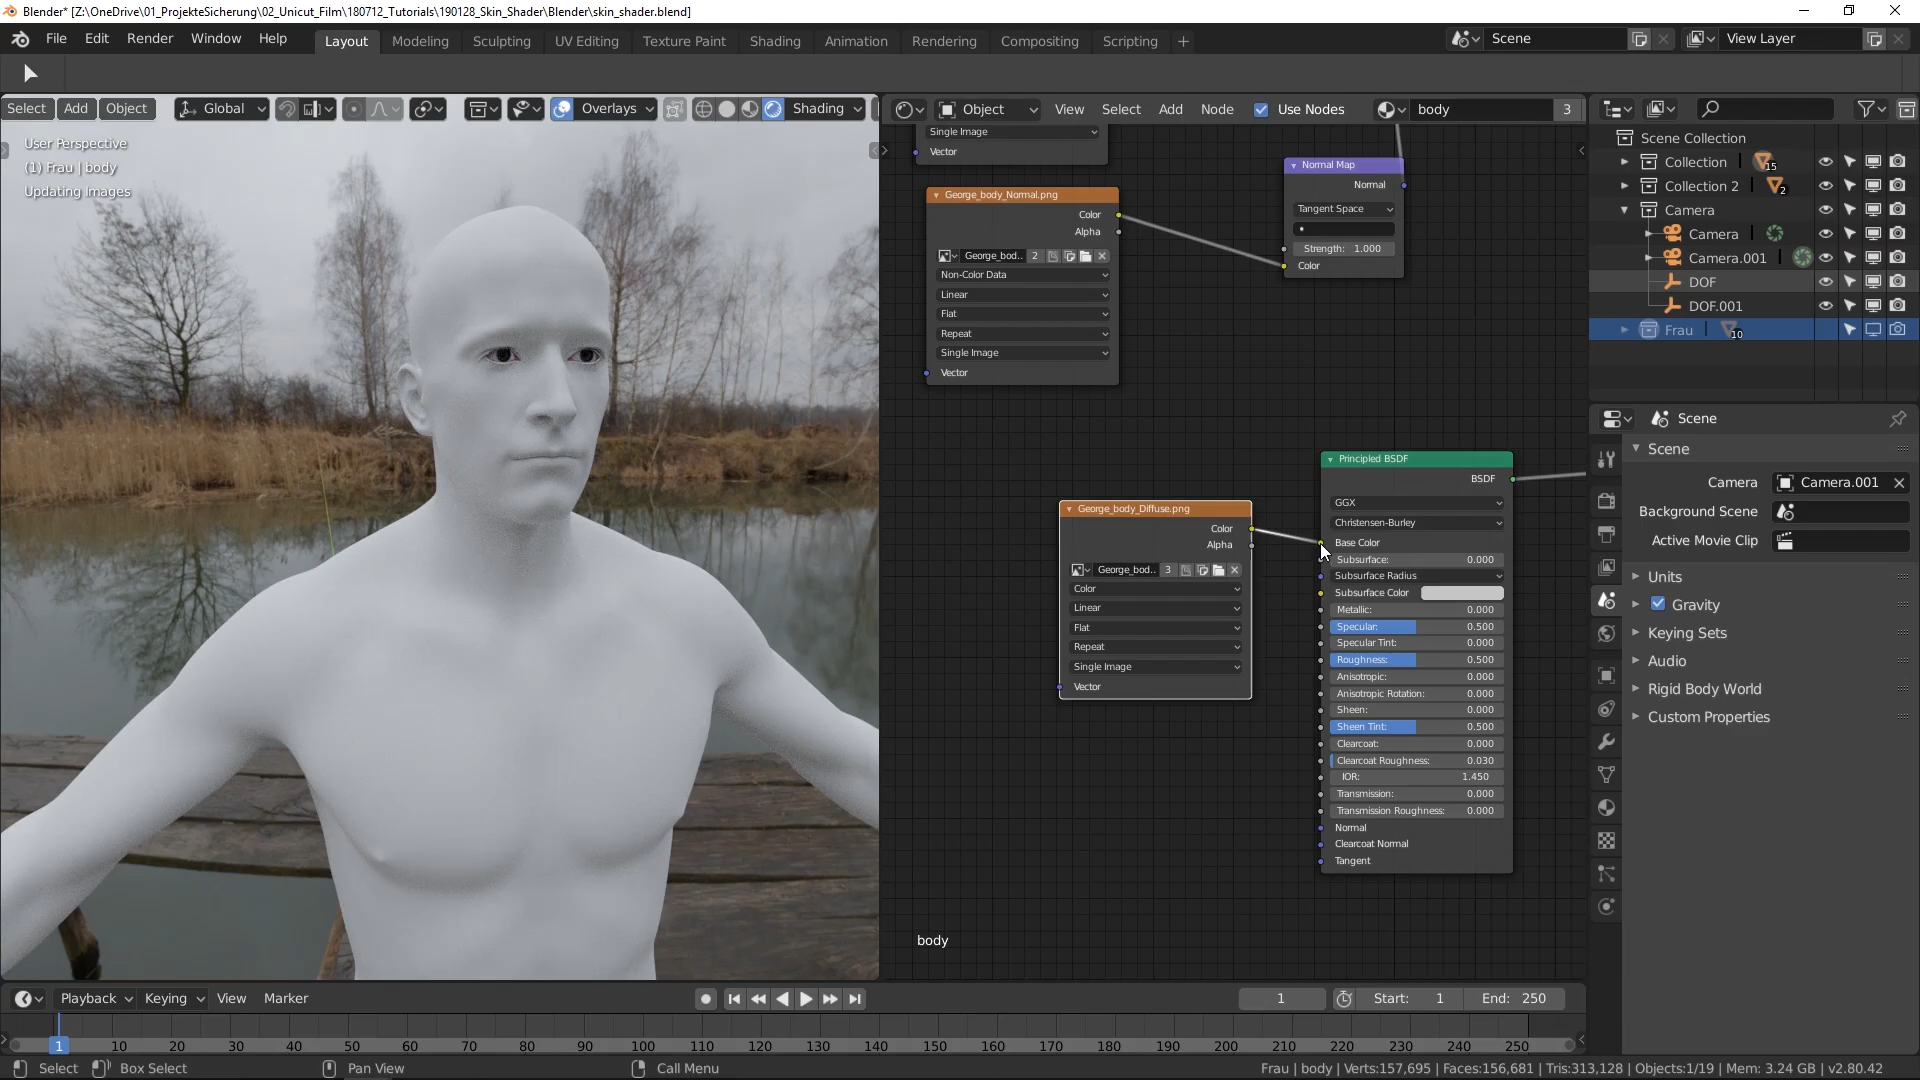 Blender* [Z:\OneDrive\01_ProjekteSicherung\02_Unicut_Film\180712_Tutorials\190128_Skin_Shader\Blender\skin_shader.blend]
File Edit Render Window Help Layout Modeling Sculpting UV Editing Texture Paint Shading Animation Rendering Compositing Scripting + Scene View Layer
Select Add Object Global Overlays Shading
Object View Select Add Node Use Nodes body 3
User Perspective
(1) Frau | body
Updating Images
Single Image
Vector
George_body_Normal.png
Color
Alpha
George_bod.. 2
Non-Color Data
Linear
Flat
Repeat
Single Image
Vector
Normal Map
Normal
Tangent Space
Strength: 1.000
Color
George_body_Diffuse.png
Color
Alpha
George_bod.. 3
Color
Linear
Flat
Repeat
Single Image
Vector
Principled BSDF
BSDF
GGX
Christensen-Burley
Base Color
Subsurface: 0.000
Subsurface Radius
Subsurface Color
Metallic: 0.000
Specular: 0.500
Specular Tint: 0.000
Roughness: 0.500
Anisotropic: 0.000
Anisotropic Rotation: 0.000
Sheen: 0.000
Sheen Tint: 0.500
Clearcoat: 0.000
Clearcoat Roughness: 0.030
IOR: 1.450
Transmission: 0.000
Transmission Roughness: 0.000
Normal
Clearcoat Normal
Tangent
body
Scene Collection
Collection 15
Collection 2 2
Camera
Camera
Camera.001
DOF
DOF.001
Frau 10
Scene
Scene
Camera Camera.001
Background Scene
Active Movie Clip
Units
Gravity
Keying Sets
Audio
Rigid Body World
Custom Properties
Playback Keying View Marker 1 Start: 1 End: 250
1 10 20 30 40 50 60 70 80 90 100 110 120 130 140 150 160 170 180 190 200 210 220 230 240 250
Select Box Select Pan View Call Menu Frau | body | Verts:157,695 | Faces:156,681 | Tris:313,128 | Objects:1/19 | Mem: 3.24 GB | v2.80.42